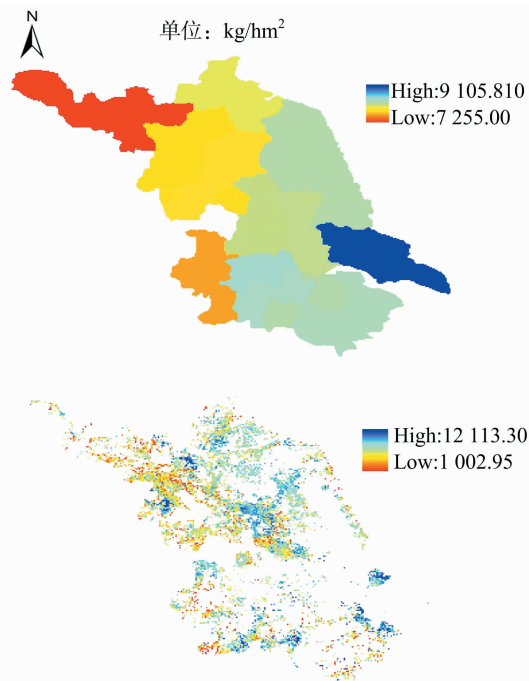 N
单位：kg/hm²
High:9 105.810
Low:7 255.00
High:12 113.30
Low:1 002.95